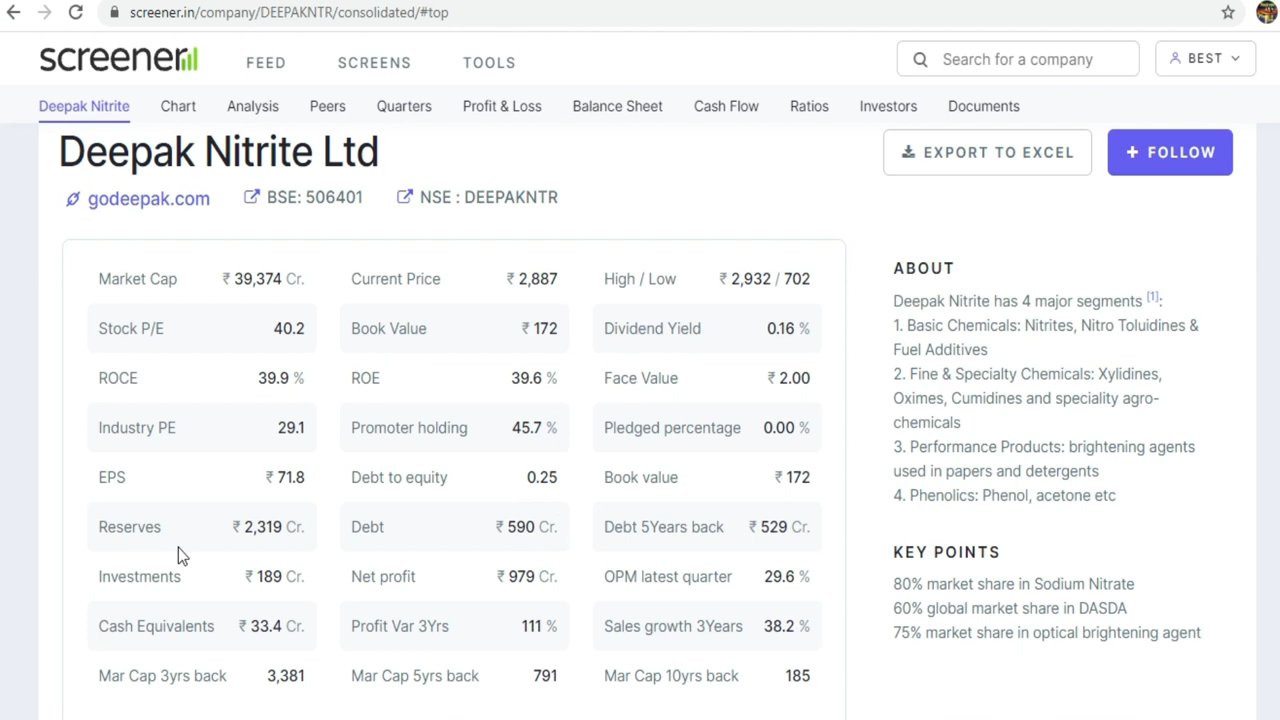 screener.in/company/DEEPAKNTR/consolidated/#top
screener FEED SCREENS TOOLS Search for a company BEST
Deepak Nitrite Chart Analysis Peers Quarters Profit & Loss Balance Sheet Cash Flow Ratios Investors Documents
Deepak Nitrite Ltd
EXPORT TO EXCEL + FOLLOW
godeepak.com BSE: 506401 NSE : DEEPAKNTR
Market Cap ₹ 39,374 Cr. Current Price ₹ 2,887 High / Low ₹ 2,932 / 702
Stock P/E 40.2 Book Value ₹ 172 Dividend Yield 0.16 %
ROCE 39.9 % ROE 39.6 % Face Value ₹ 2.00
Industry PE 29.1 Promoter holding 45.7 % Pledged percentage 0.00 %
EPS ₹ 71.8 Debt to equity 0.25 Book value ₹ 172
Reserves ₹ 2,319 Cr. Debt ₹ 590 Cr. Debt 5Years back ₹ 529 Cr.
Investments ₹ 189 Cr. Net profit ₹ 979 Cr. OPM latest quarter 29.6 %
Cash Equivalents ₹ 33.4 Cr. Profit Var 3Yrs 111 % Sales growth 3Years 38.2 %
Mar Cap 3yrs back 3,381 Mar Cap 5yrs back 791 Mar Cap 10yrs back 185
ABOUT
Deepak Nitrite has 4 major segments [1]:
1. Basic Chemicals: Nitrites, Nitro Toluidines &
Fuel Additives
2. Fine & Specialty Chemicals: Xylidines,
Oximes, Cumidines and speciality agro-
chemicals
3. Performance Products: brightening agents
used in papers and detergents
4. Phenolics: Phenol, acetone etc
KEY POINTS
80% market share in Sodium Nitrate
60% global market share in DASDA
75% market share in optical brightening agent